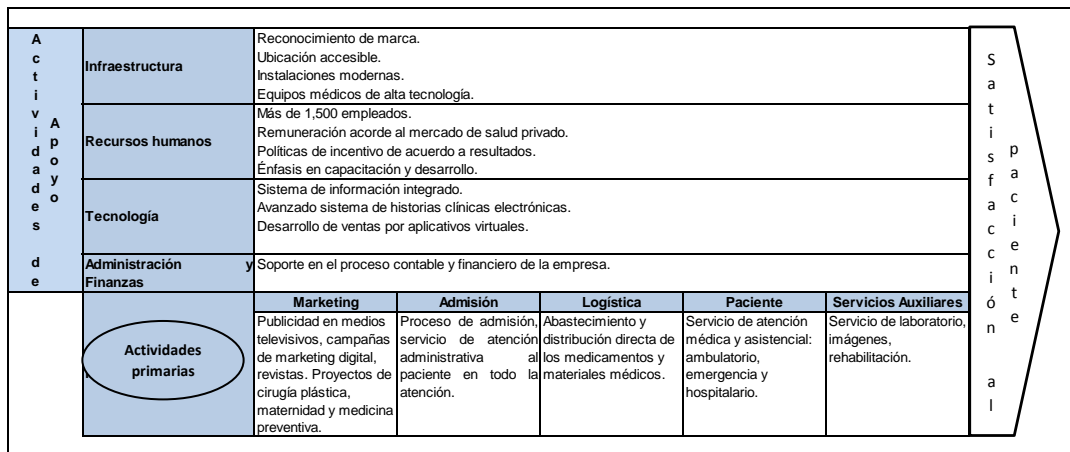 Actividades de
Apoyo
Infraestructura
Reconocimiento de marca.
Ubicación accesible.
Instalaciones modernas.
Equipos médicos de alta tecnología.
Recursos humanos
Más de 1,500 empleados.
Remuneración acorde al mercado de salud privado.
Políticas de incentivo de acuerdo a resultados.
Énfasis en capacitación y desarrollo.
Tecnología
Sistema de información integrado.
Avanzado sistema de historias clínicas electrónicas.
Desarrollo de ventas por aplicativos virtuales.
Administración y
Finanzas
Soporte en el proceso contable y financiero de la empresa.
Actividades
primarias
Marketing
Publicidad en medios
televisivos, campañas
de marketing digital,
revistas. Proyectos de
cirugía plástica,
maternidad y medicina
preventiva.
Admisión
Proceso de admisión,
servicio de atención
administrativa al
paciente en todo la
atención.
Logística
Abastecimiento y
distribución directa de
los medicamentos y
materiales médicos.
Paciente
Servicio de atención
médica y asistencial:
ambulatorio,
emergencia y
hospitalario.
Servicios Auxiliares
Servicio de laboratorio,
imágenes,
rehabilitación.
Satisfacción al
paciente